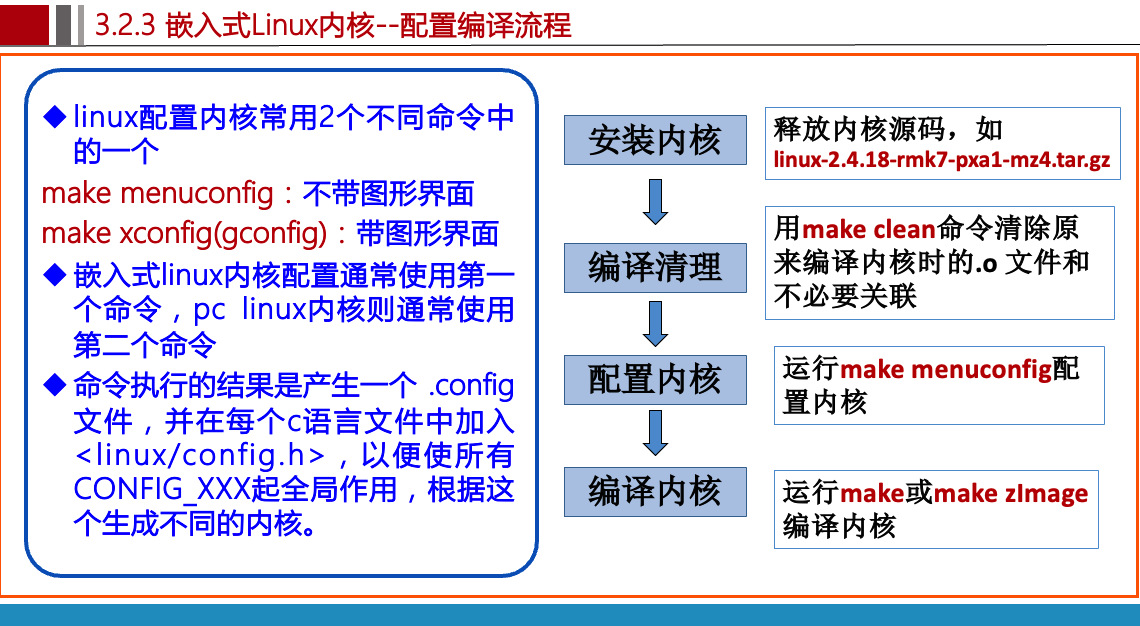 3.2.3 嵌入式Linux内核--配置编译流程
◆linux配置内核常用2个不同命令中
的一个
make menuconfig：不带图形界面
make xconfig(gconfig)：带图形界面
◆嵌入式linux内核配置通常使用第一
个命令，pc linux内核则通常使用
第二个命令
◆命令执行的结果是产生一个 .config
文件，并在每个c语言文件中加入
<linux/config.h>，以便使所有
CONFIG_XXX起全局作用，根据这
个生成不同的内核。
安装内核
释放内核源码，如
linux-2.4.18-rmk7-pxa1-mz4.tar.gz
编译清理
用make clean命令清除原
来编译内核时的.o 文件和
不必要关联
配置内核
运行make menuconfig配
置内核
编译内核
运行make或make zImage
编译内核